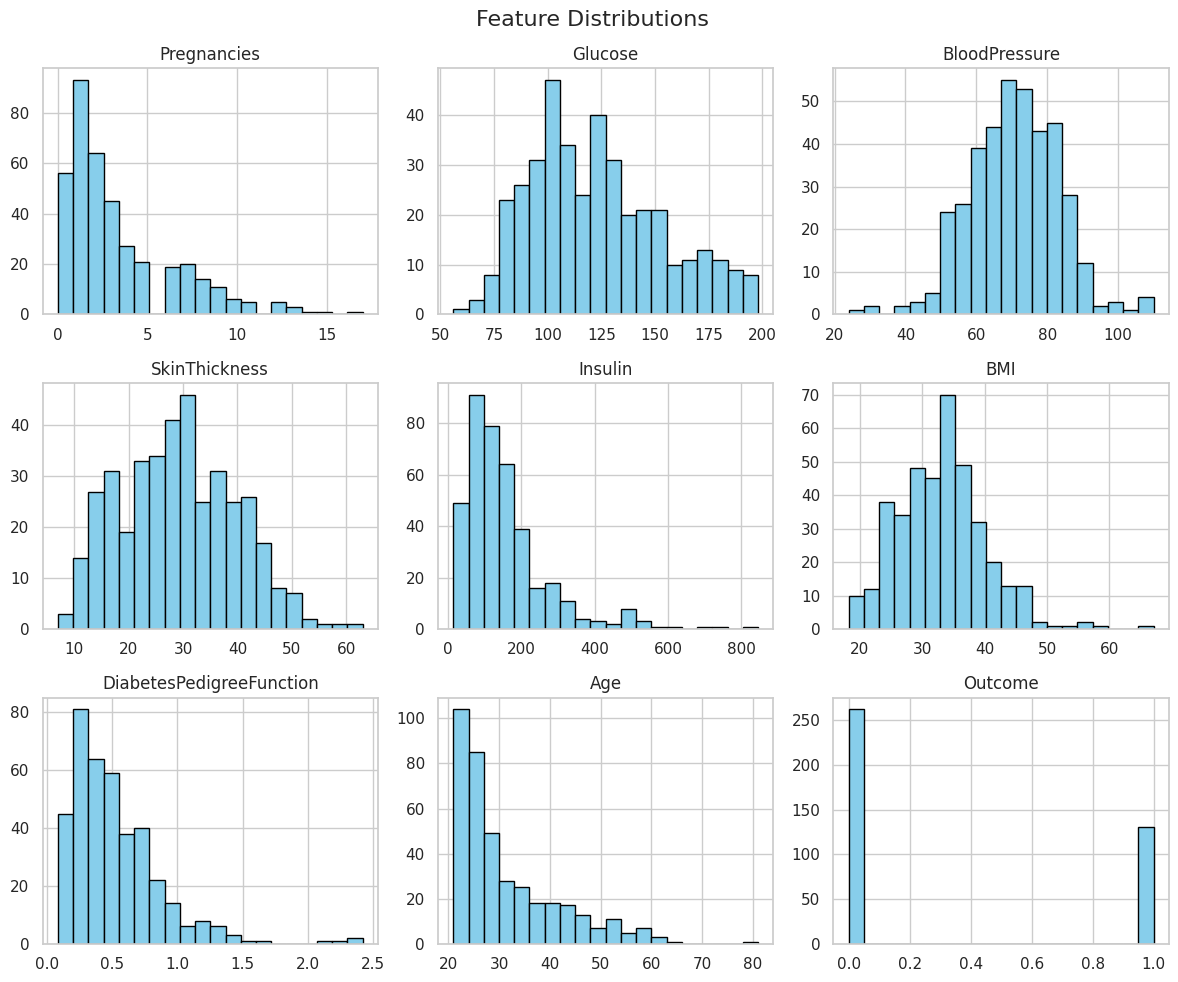 Feature Distributions
Pregnancies
Glucose
BloodPressure
80
60
40
20
0
0 5 10 15
40
30
20
10
0
50 75 100 125 150 175 200
50
40
30
20
10
0
20 40 60 80 100
SkinThickness
Insulin
BMI
40
30
20
10
0
10 20 30 40 50 60
80
60
40
20
0
0 200 400 600 800
70
60
50
40
30
20
10
0
20 30 40 50 60
DiabetesPedigreeFunction
Age
Outcome
80
60
40
20
0
0.0 0.5 1.0 1.5 2.0 2.5
100
80
60
40
20
0
20 30 40 50 60 70 80
250
200
150
100
50
0
0.0 0.2 0.4 0.6 0.8 1.0